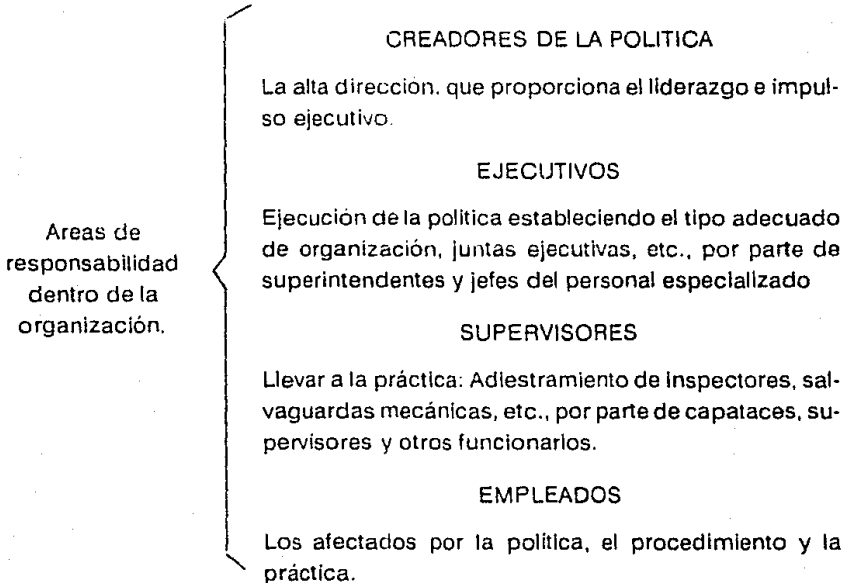 Areas de
responsabilidad
dentro de la
organización.
CREADORES DE LA POLITICA
La alta dirección. que proporciona el liderazgo e impul-
so ejecutivo.
EJECUTIVOS
Ejecución de la politica estableciendo el tipo adecuado
de organización, juntas ejecutivas, etc., por parte de
superintendentes y jefes del personal especializado
SUPERVISORES
Llevar a la práctica: Adiestramiento de inspectores, sal-
vaguardas mecánicas, etc., por parte de capataces, su-
pervisores y otros funcionarios.
EMPLEADOS
Los afectados por la política, el procedimiento y la
práctica.